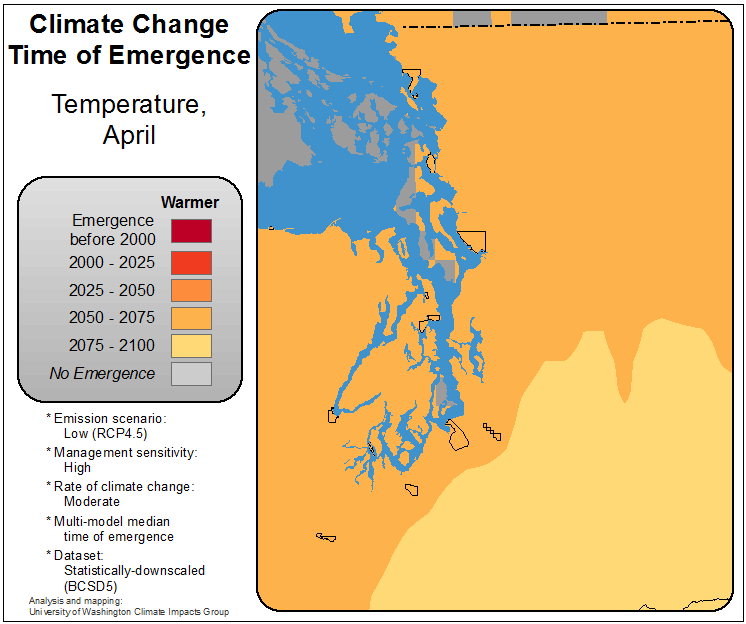 Climate Change
Time of Emergence
Temperature,
April
Warmer
Emergence
before 2000
2000 - 2025
2025 - 2050
2050 - 2075
2075 - 2100
No Emergence
* Emission scenario:
Low (RCP4.5)
* Management sensitivity:
High
* Rate of climate change:
Moderate
* Multi-model median
time of emergence
* Dataset:
Statistically-downscaled
(BCSD5)
Analysis and mapping:
University of Washington Climate Impacts Group